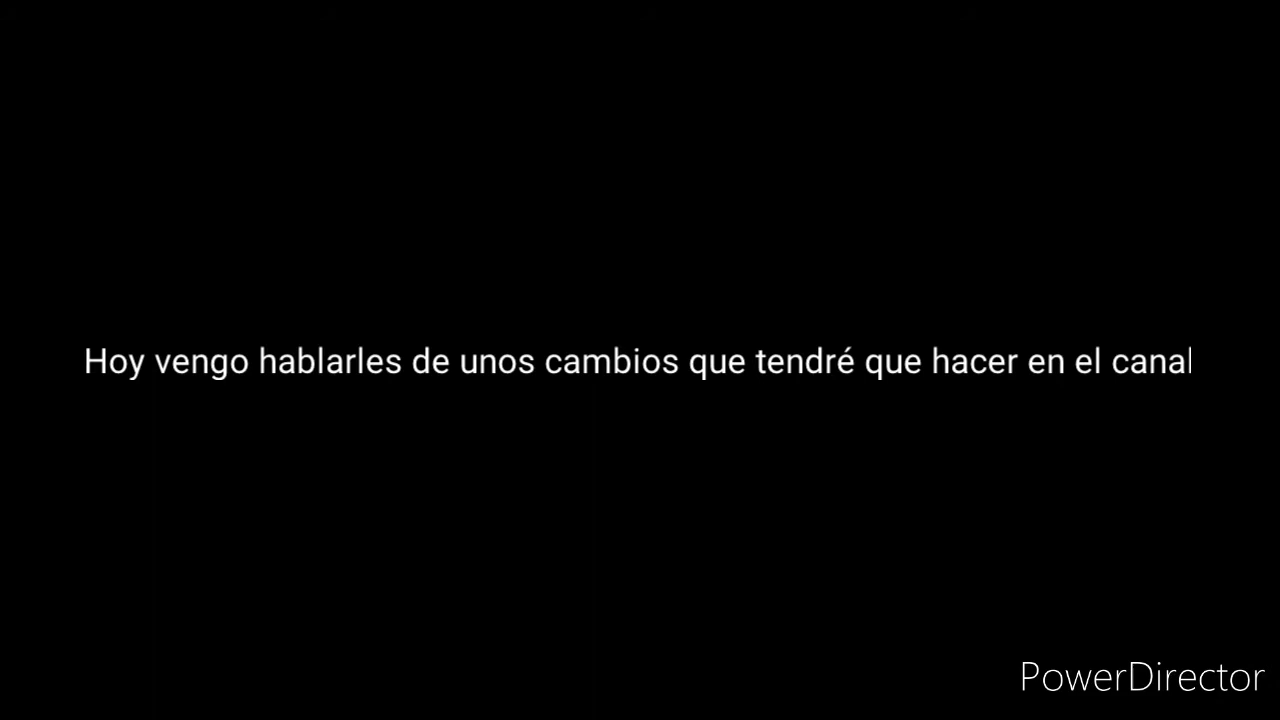 Hoy vengo hablarles de unos cambios que tendré que hacer en el canal
PowerDirector